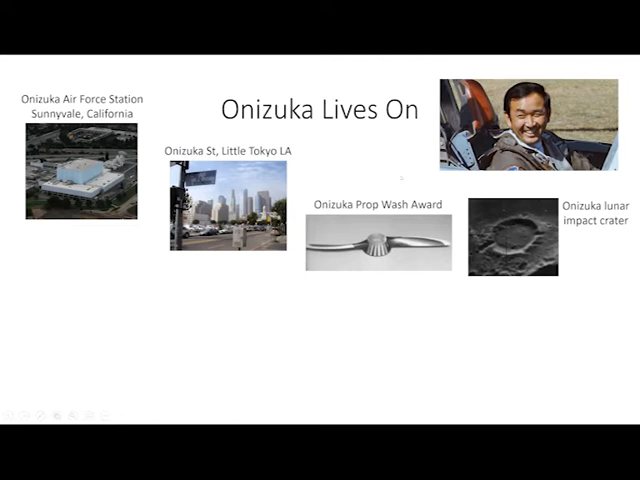 Onizuka Lives On
Onizuka Air Force Station
Sunnyvale, California
Onizuka St, Little Tokyo LA
Onizuka Prop Wash Award
Onizuka lunar
impact crater